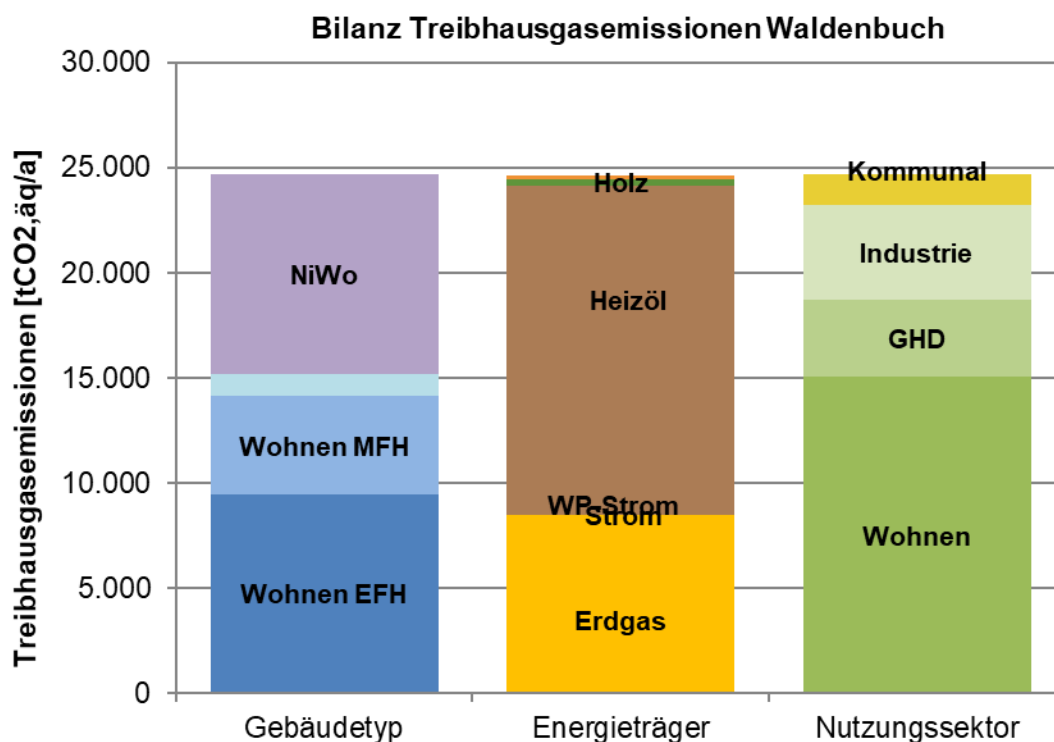 Bilanz Treibhausgasemissionen Waldenbuch
Treibhausgasemissionen [tCO2,äq/a]
30.000
25.000
20.000
15.000
10.000
5.000
0
NiWo
Wohnen MFH
Wohnen EFH
Holz
Heizöl
WP-Strom
Strom
Erdgas
Kommunal
Industrie
GHD
Wohnen
Gebäudetyp
Energieträger
Nutzungssektor